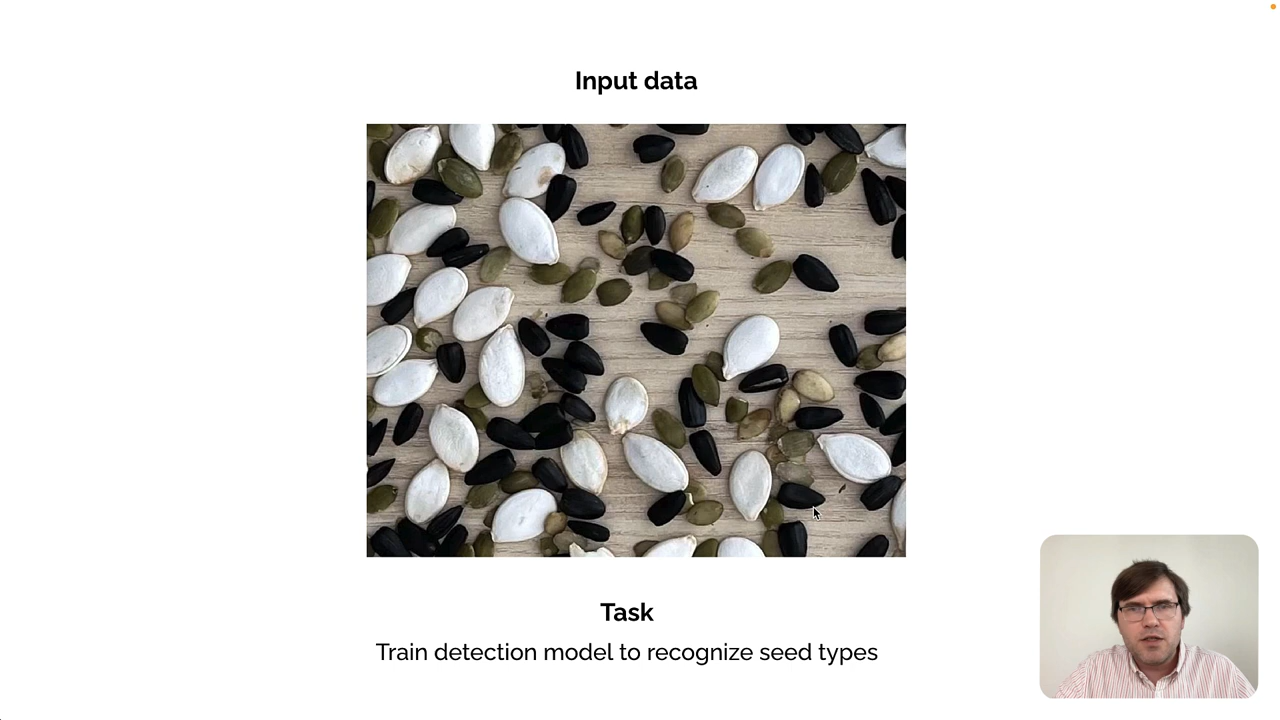 Input data
Task
Train detection model to recognize seed types